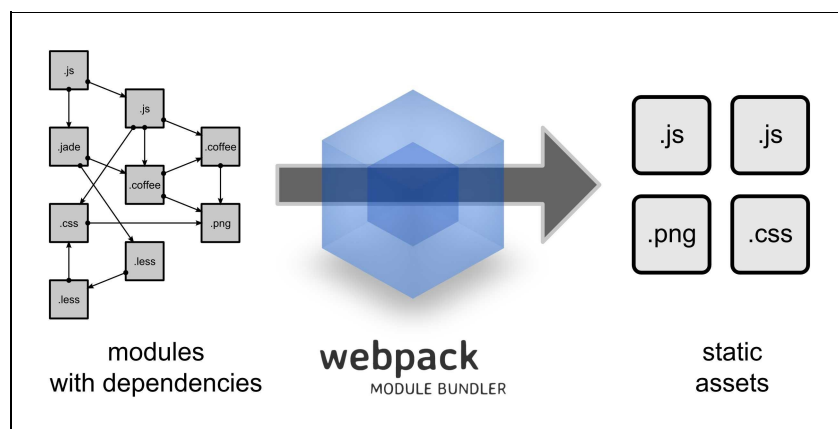 .js
.js
.jade
.coffee
.coffee
.css
.png
.less
.less
modules
with dependencies
webpack
MODULE BUNDLER
.js
.js
.png
.css
static
assets